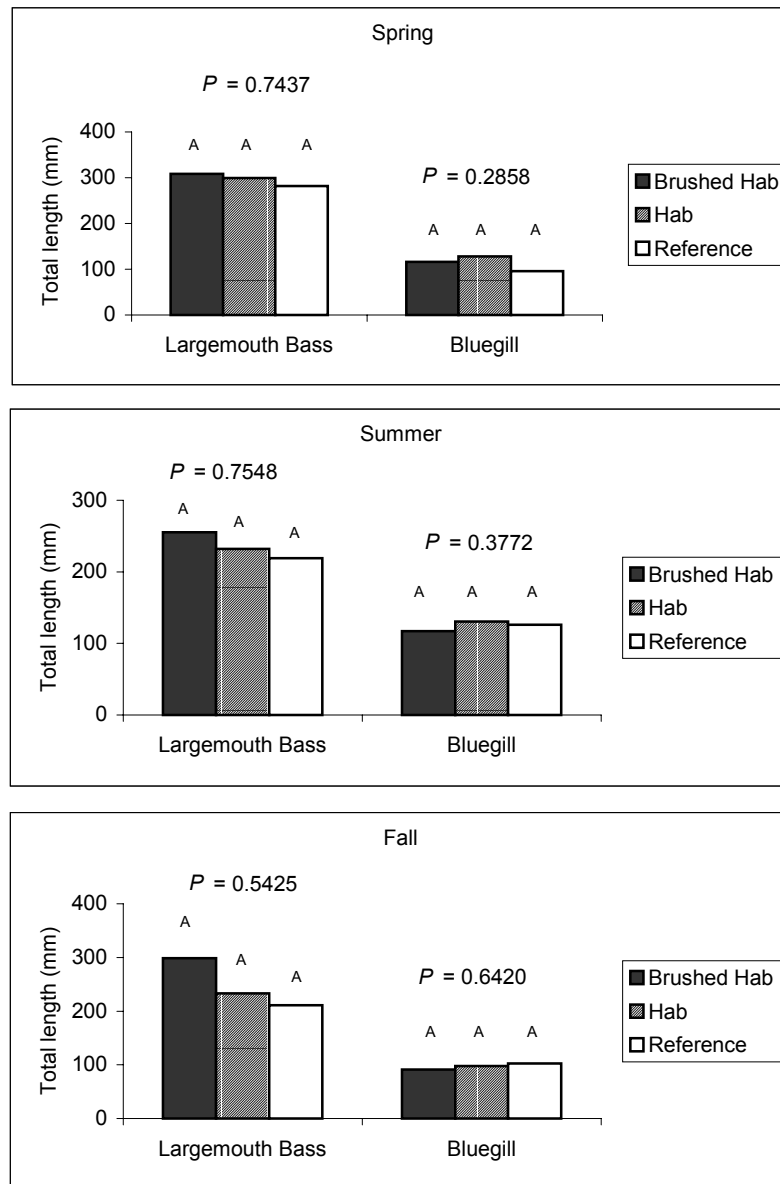 Spring
P = 0.7437
400
A A A
P = 0.2858
300
A A A
200
100
0
Total length (mm)
Largemouth Bass
Bluegill
Brushed Hab
Hab
Reference
Summer
P = 0.7548
300
A
A
A
P = 0.3772
200
A A A
100
0
Total length (mm)
Largemouth Bass
Bluegill
Brushed Hab
Hab
Reference
Fall
P = 0.5425
400
A
A
A
P = 0.6420
300
200
A A A
100
0
Total length (mm)
Largemouth Bass
Bluegill
Brushed Hab
Hab
Reference